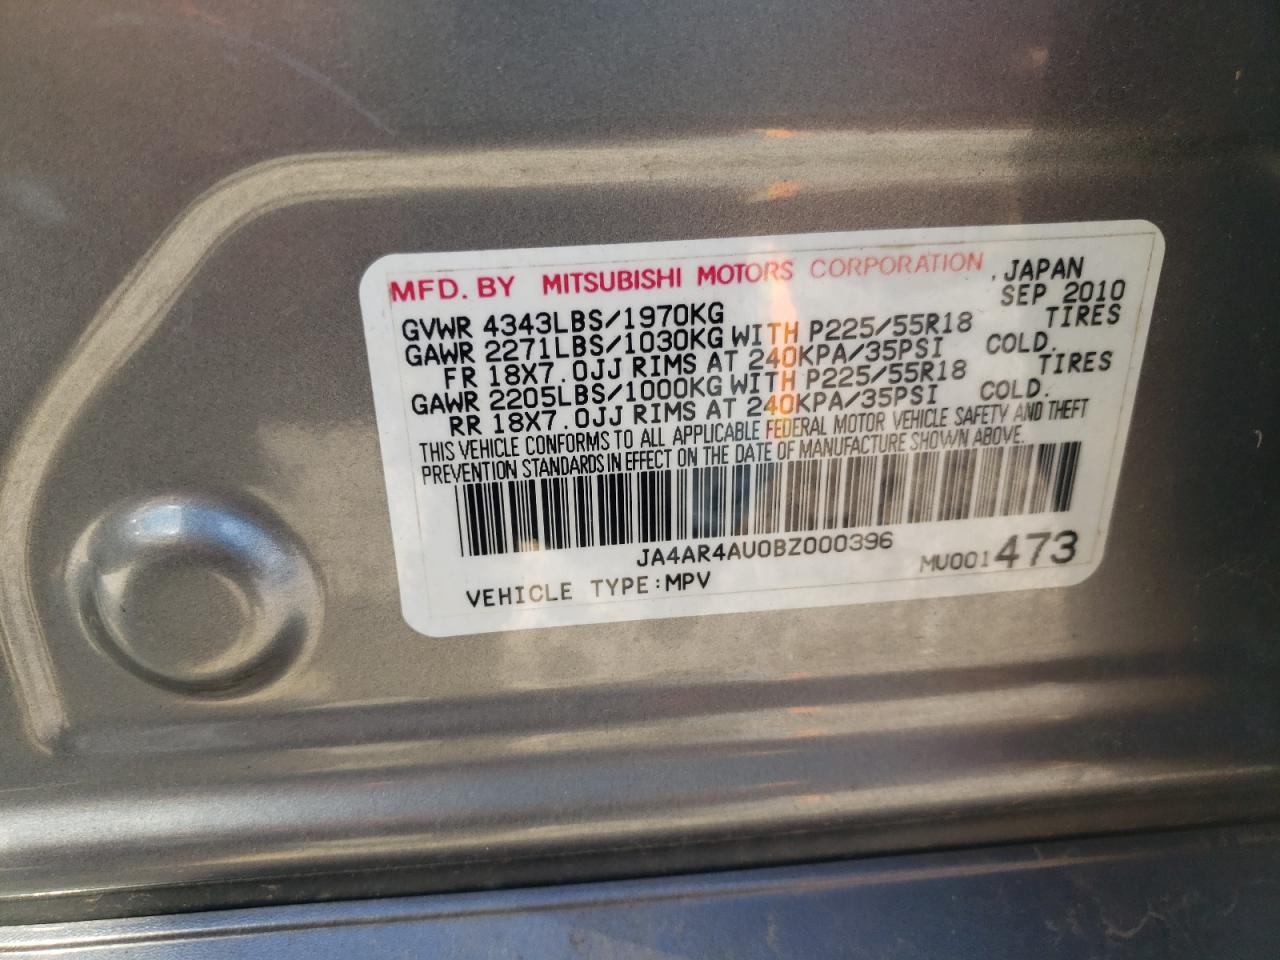 MFD. BY MITSUBISHI MOTORS CORPORATION . JAPAN
GVWR 4343LBS/1970KG SEP 2010
GAWR 2271LBS/1030KG WITH P225/55R18 TIRES
FR 18X7.0JJ RIMS AT 240KPA/35PSI COLD.
GAWR 2205LBS/1000KG WITH P225/55R18 TIRES
RR 18X7.0JJ RIMS AT 240KPA/35PSI COLD.
THIS VEHICLE CONFORMS TO ALL APPLICABLE FEDERAL MOTOR VEHICLE SAFETY AND THEFT
PREVENTION STANDARDS IN EFFECT ON THE DATE OF MANUFACTURE SHOWN ABOVE.
JA4AR4AU0BZ000396
VEHICLE TYPE:MPV MU001473